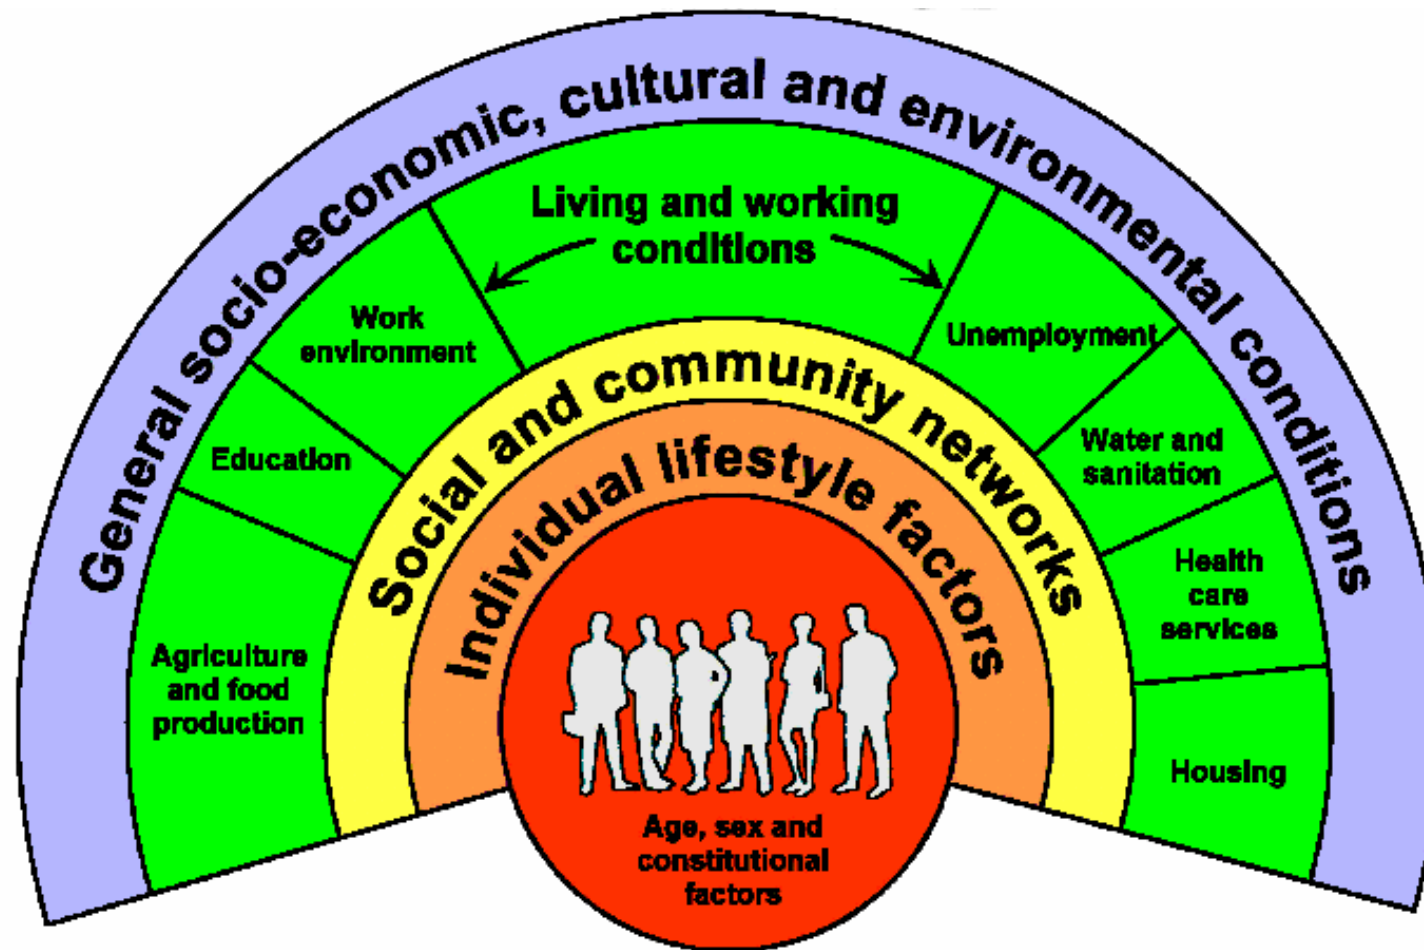 General socio-economic, cultural and environmental conditions
Living and working
conditions
Work
environment
Unemployment
Education
Water and
sanitation
Agriculture
and food
production
Health
care
services
Housing
Social and community networks
Individual lifestyle factors
Age, sex and
constitutional
factors